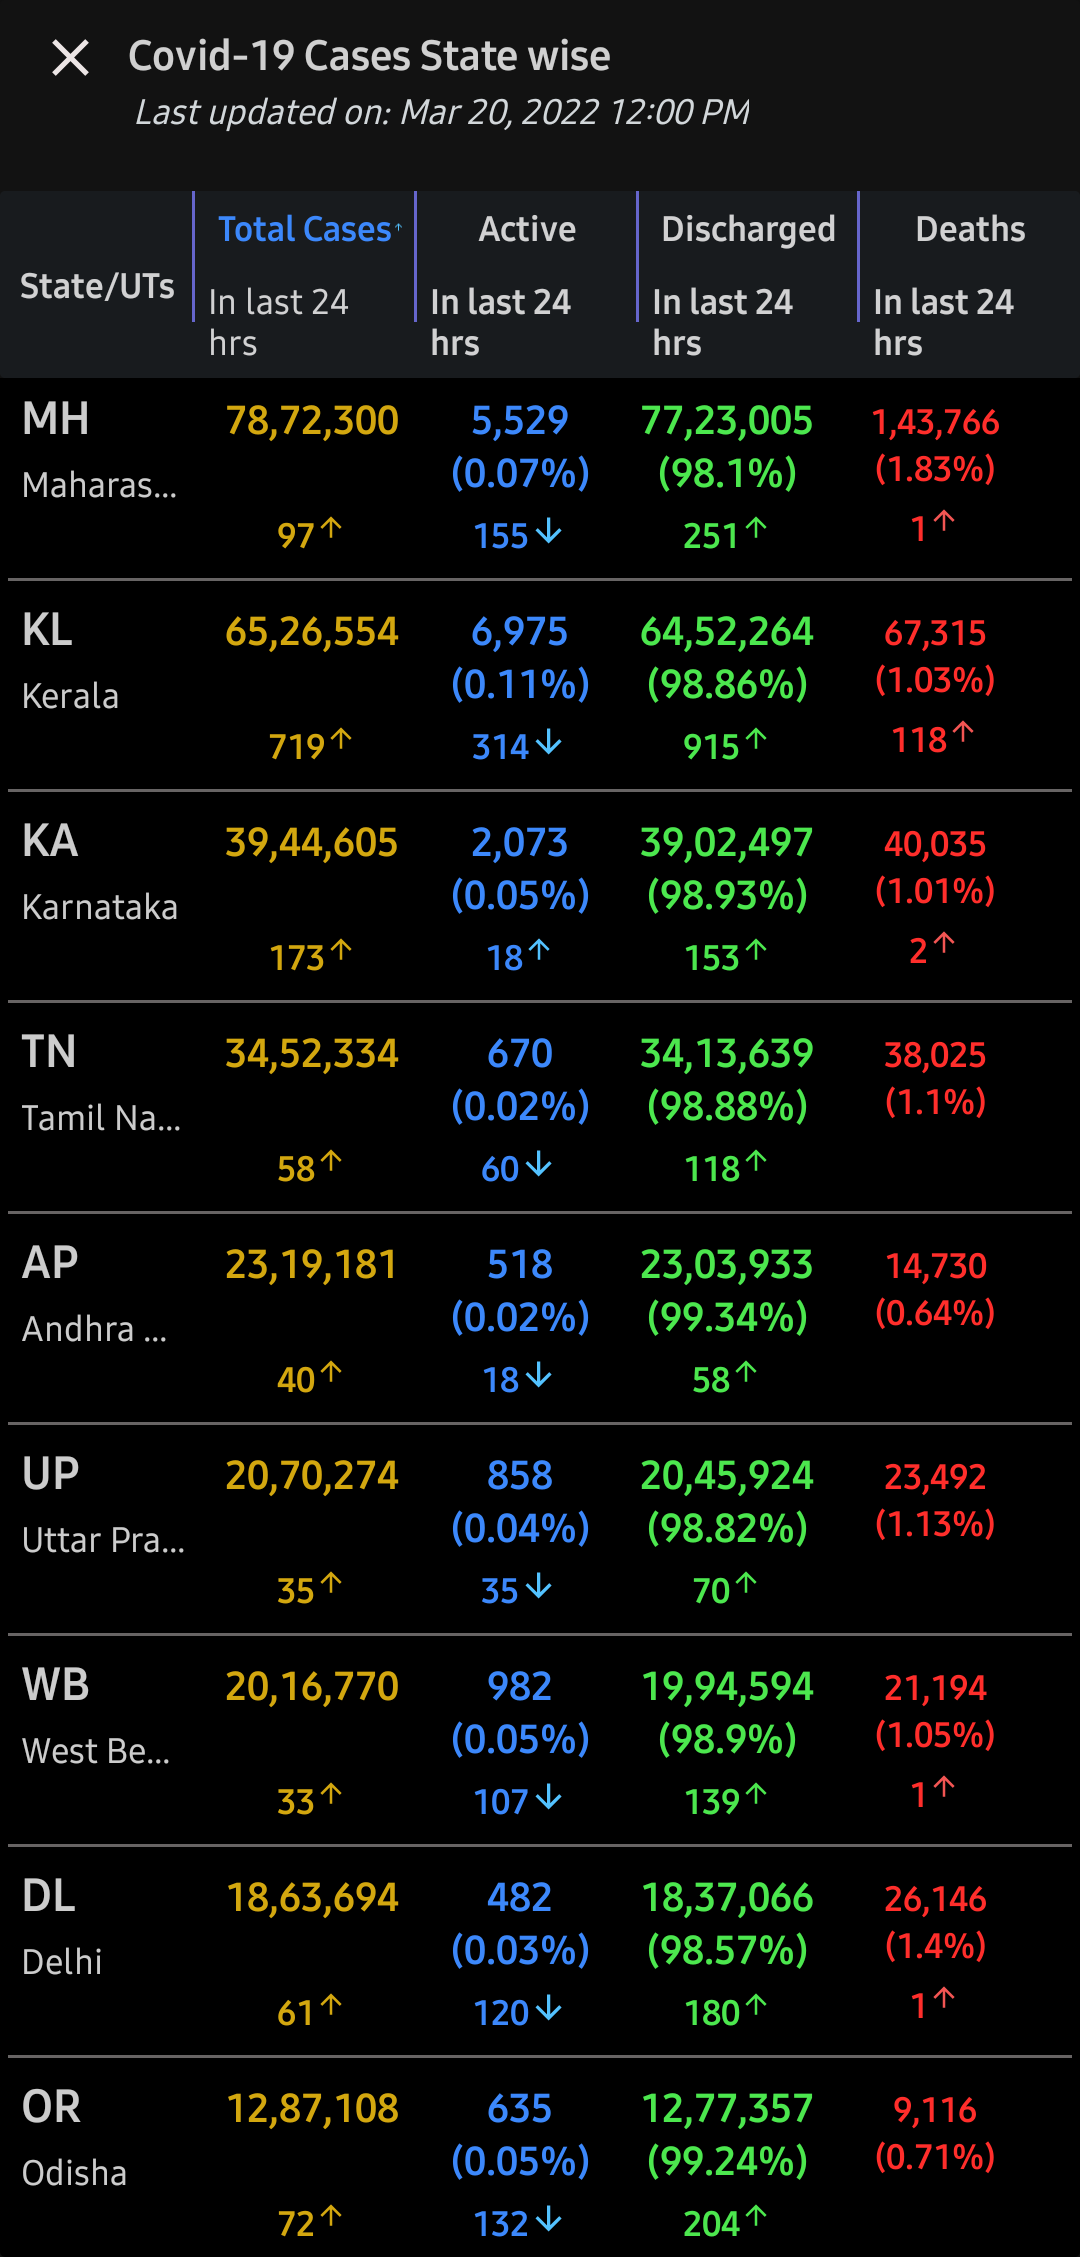 Covid-19 Cases State wise
Last updated on: Mar 20, 2022 12:00 PM
State/UTs
Total Cases↑
In last 24
hrs
Active
In last 24
hrs
Discharged
In last 24
hrs
Deaths
In last 24
hrs
MH 78,72,300 5,529 77,23,005 1,43,766
(0.07%) (98.1%) (1.83%)
Maharas...
97↑ 155↓ 251↑ 1↑
KL 65,26,554 6,975 64,52,264 67,315
(0.11%) (98.86%) (1.03%)
Kerala
719↑ 314↓ 915↑ 118↑
KA 39,44,605 2,073 39,02,497 40,035
(0.05%) (98.93%) (1.01%)
Karnataka
173↑ 18↑ 153↑ 2↑
TN 34,52,334 670 34,13,639 38,025
(0.02%) (98.88%) (1.1%)
Tamil Na...
58↑ 60↓ 118↑
AP 23,19,181 518 23,03,933 14,730
(0.02%) (99.34%) (0.64%)
Andhra ...
40↑ 18↓ 58↑
UP 20,70,274 858 20,45,924 23,492
(0.04%) (98.82%) (1.13%)
Uttar Pra...
35↑ 35↓ 70↑
WB 20,16,770 982 19,94,594 21,194
(0.05%) (98.9%) (1.05%)
West Be...
33↑ 107↓ 139↑ 1↑
DL 18,63,694 482 18,37,066 26,146
(0.03%) (98.57%) (1.4%)
Delhi
61↑ 120↓ 180↑ 1↑
OR 12,87,108 635 12,77,357 9,116
(0.05%) (99.24%) (0.71%)
Odisha
72↑ 132↓ 204↑